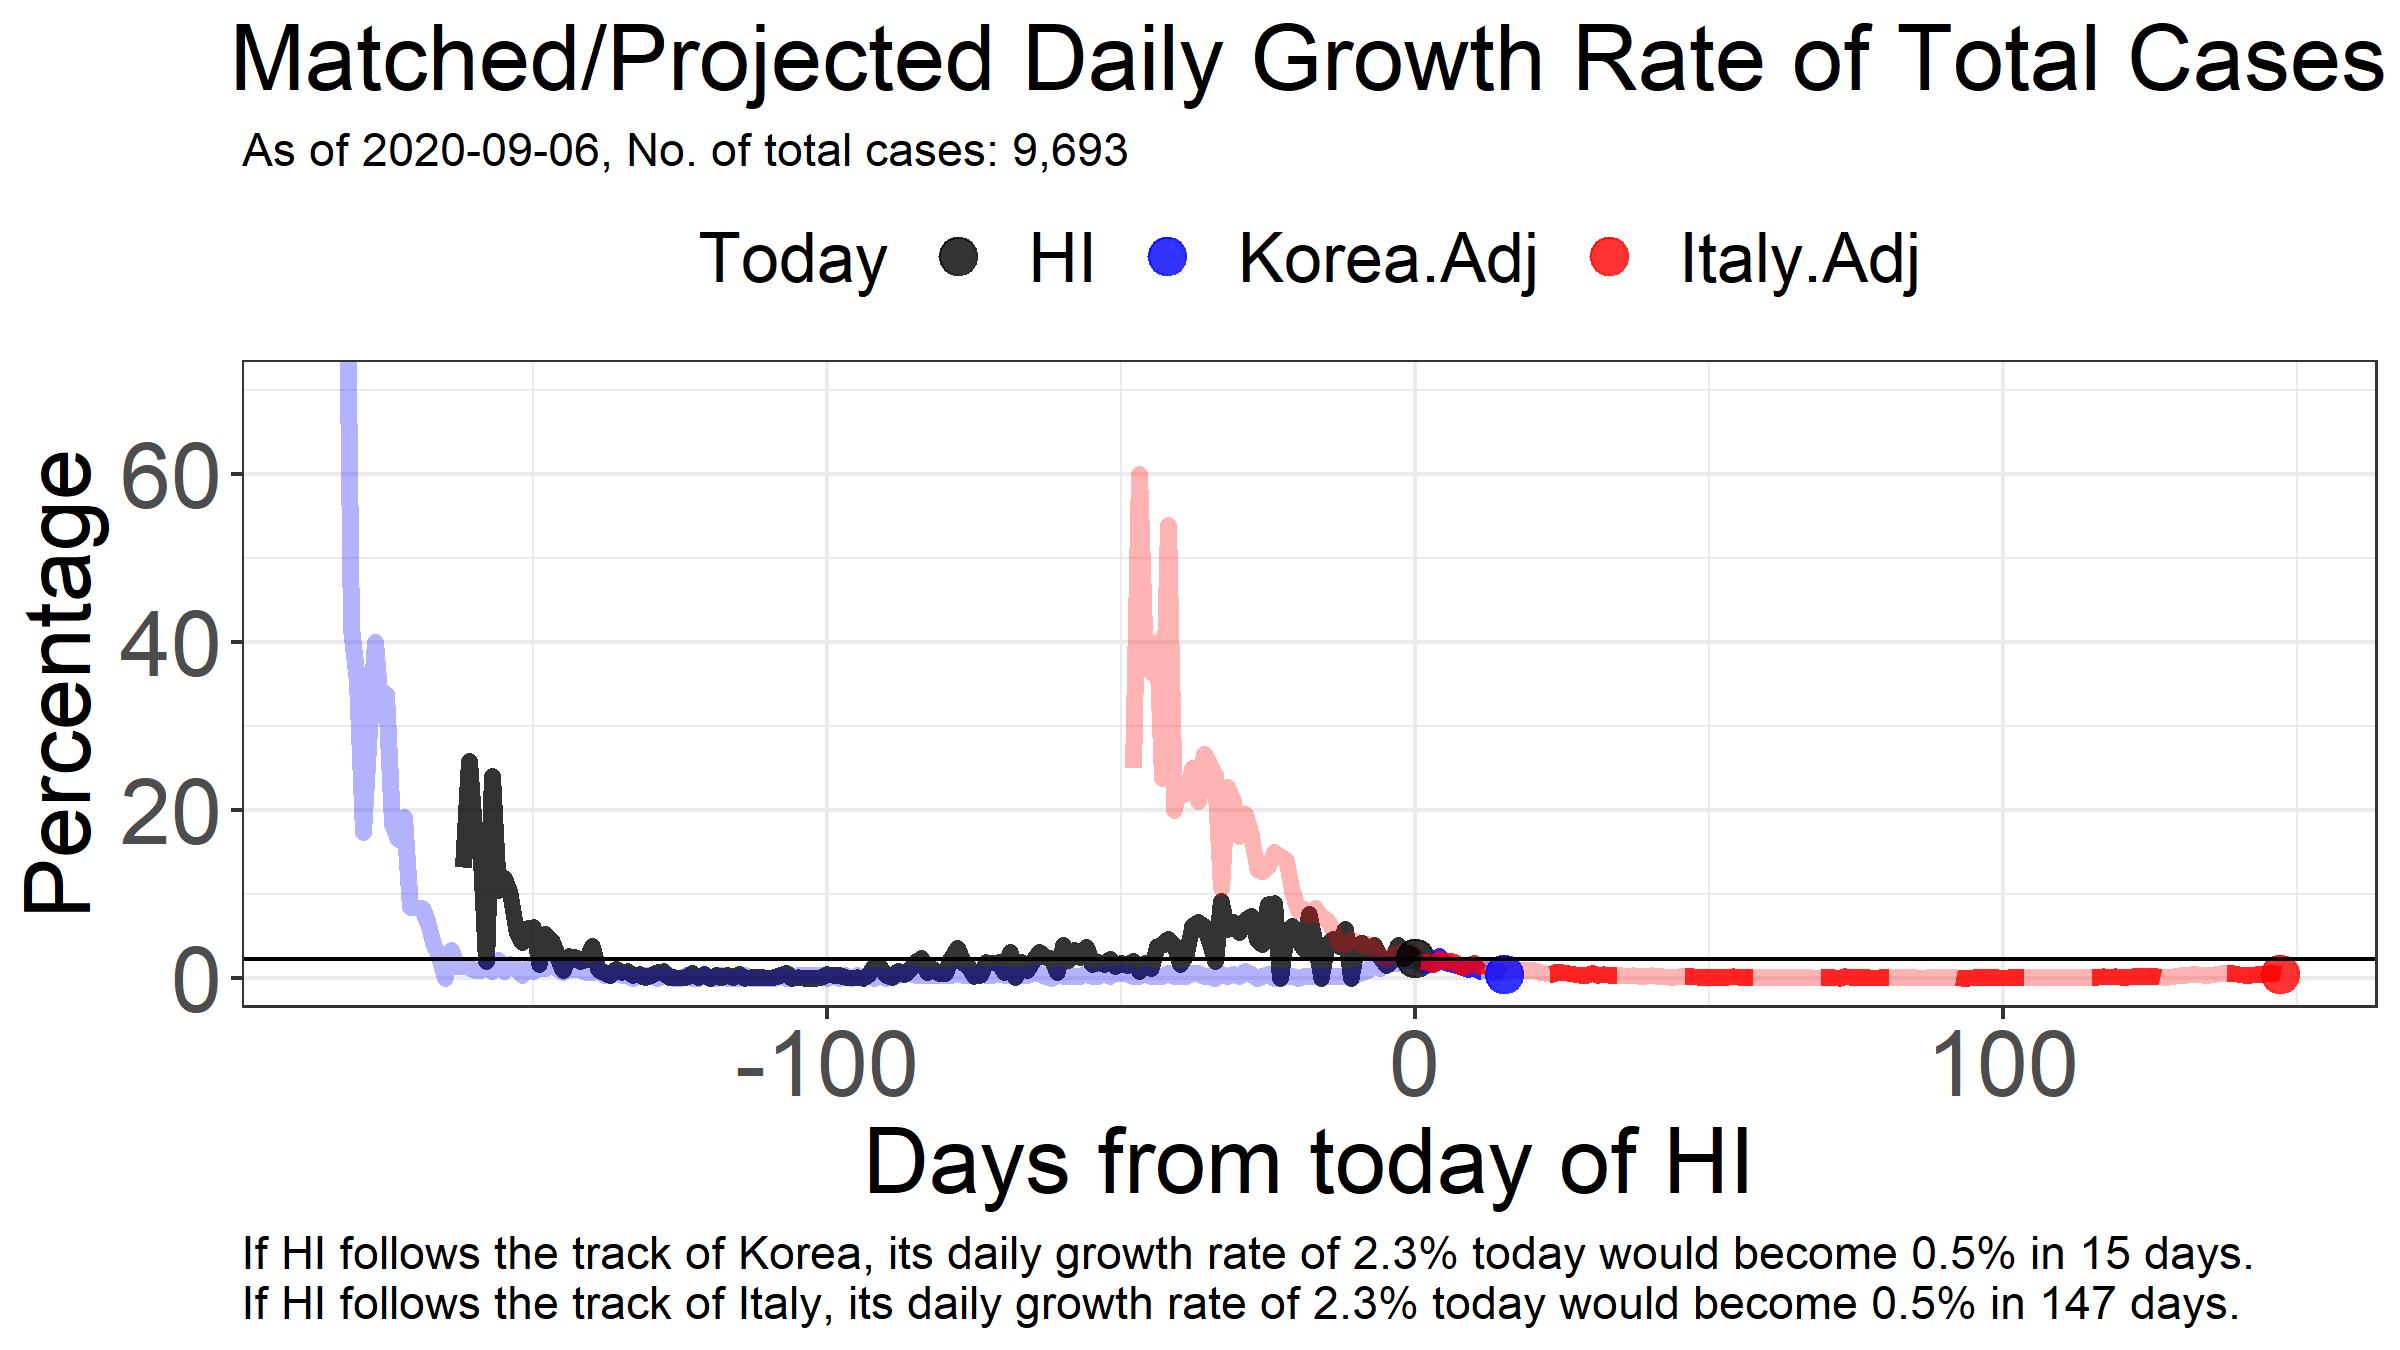 Matched/Projected Daily Growth Rate of Total Cases
As of 2020-09-06, No. of total cases: 9,693
Today HI Korea.Adj Italy.Adj
Percentage
60
40
20
0
-100 0 100
Days from today of HI
If HI follows the track of Korea, its daily growth rate of 2.3% today would become 0.5% in 15 days.
If HI follows the track of Italy, its daily growth rate of 2.3% today would become 0.5% in 147 days.